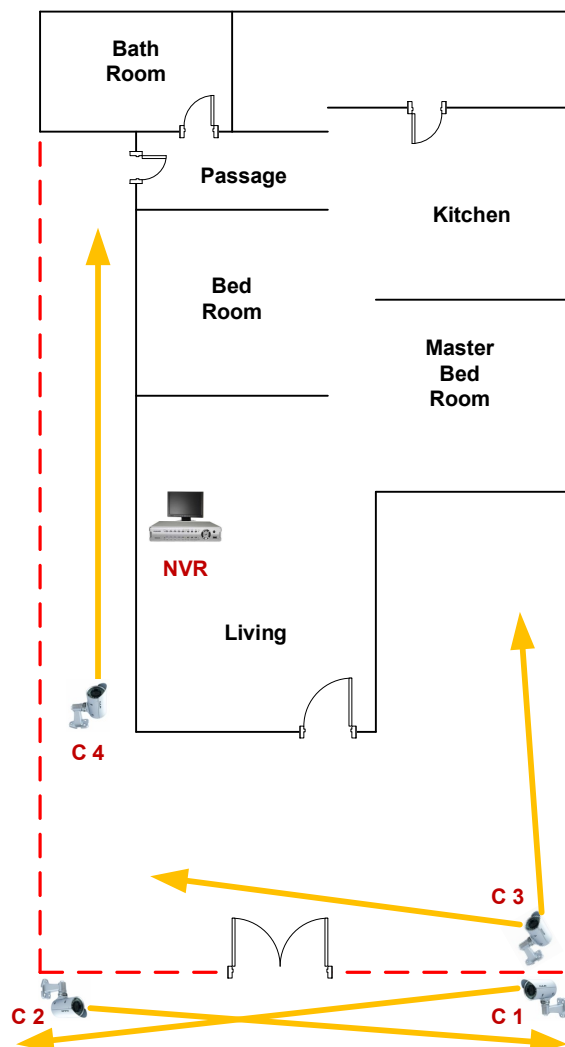 Bath
Room
Passage
Kitchen
Bed
Room
Master
Bed
Room
NVR
Living
C 4
C 3
C 2
C 1